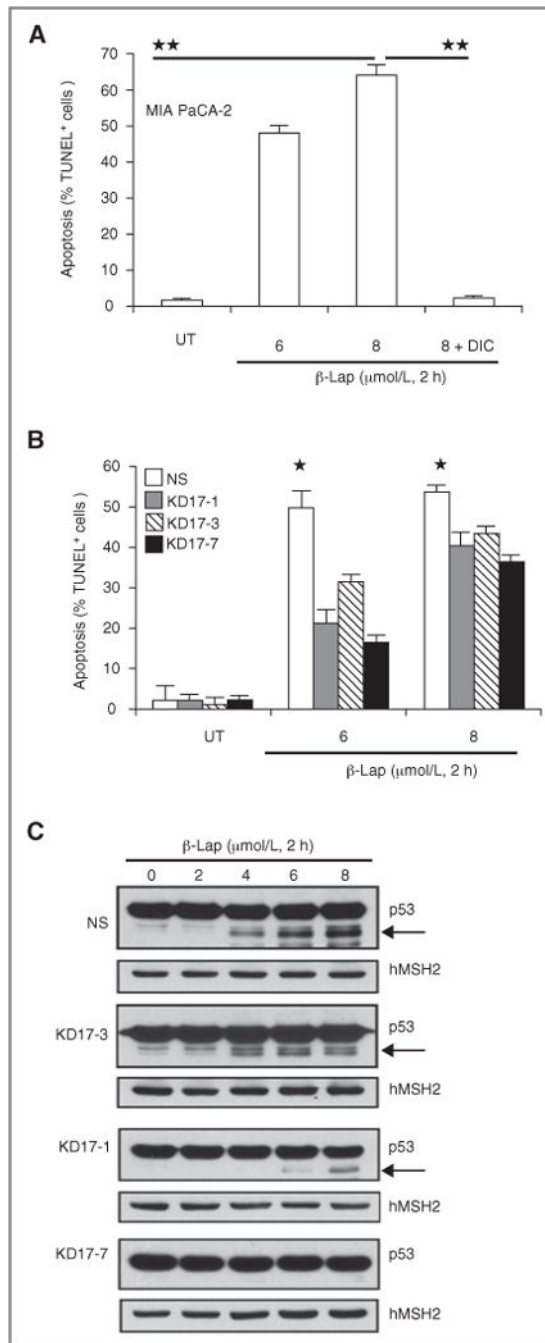 A
★★ ★★
MIA PaCA-2
Apoptosis (% TUNEL⁺ cells )
70
60
50
40
30
20
10
0
UT 6 8 8 + DIC
β-Lap (μmol/L, 2 h)
B
★ ★
NS
KD17-1
KD17-3
KD17-7
Apoptosis (% TUNEL⁺ cells )
60
50
40
30
20
10
0
UT 6 8
β-Lap (μmol/L, 2 h)
C
β-Lap (μmol/L, 2 h)
0 2 4 6 8
NS p53
hMSH2
KD17-3 p53
hMSH2
KD17-1 p53
hMSH2
KD17-7 p53
hMSH2